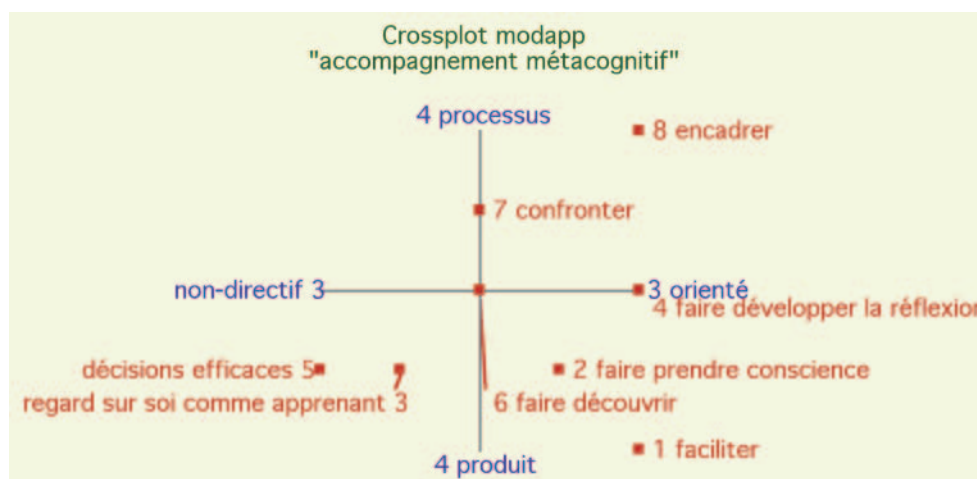 Crossplot modapp
"accompagnement métacognitif"
4 processus
8 encadrer
7 confronter
non-directif 3
3 orienté
4 faire développer la réflexion
décisions efficaces 5
2 faire prendre conscience
regard sur soi comme apprenant 3
6 faire découvrir
1 faciliter
4 produit